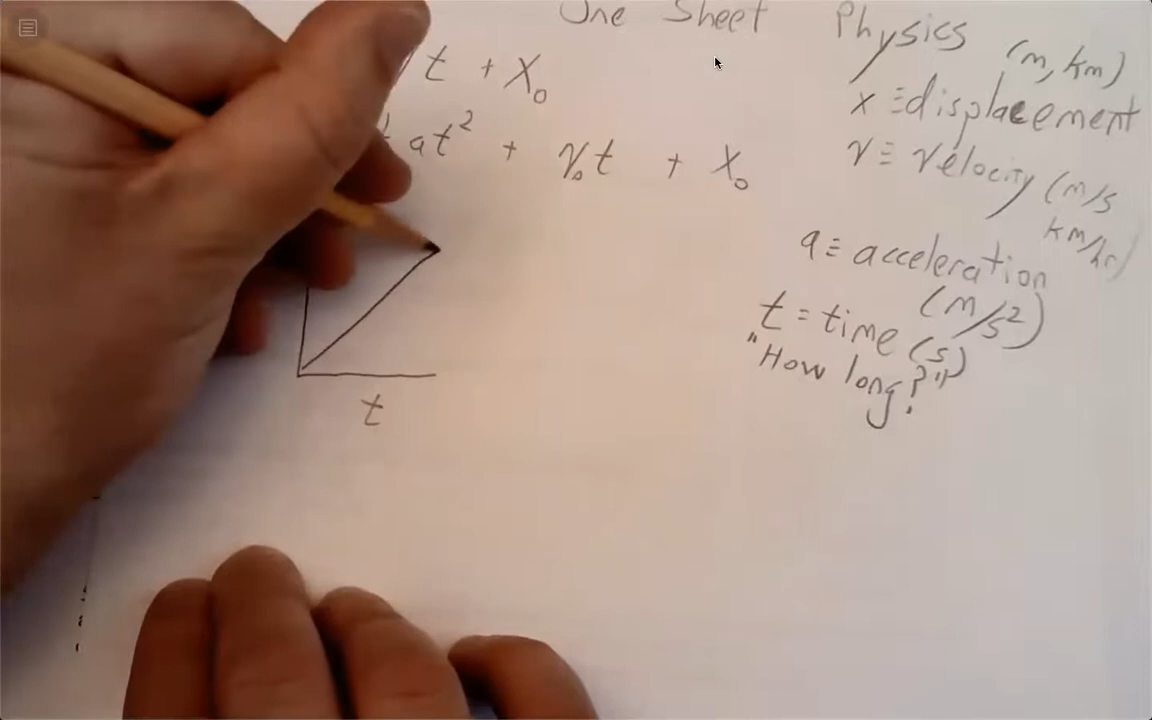 One Sheet Physics
t + X₀
at² + v₀t + X₀
(m, km)
x ≡ displacement
v ≡ velocity (m/s
km/hr)
a ≡ acceleration
(m/s²)
t = time (s)
"How long?"
t